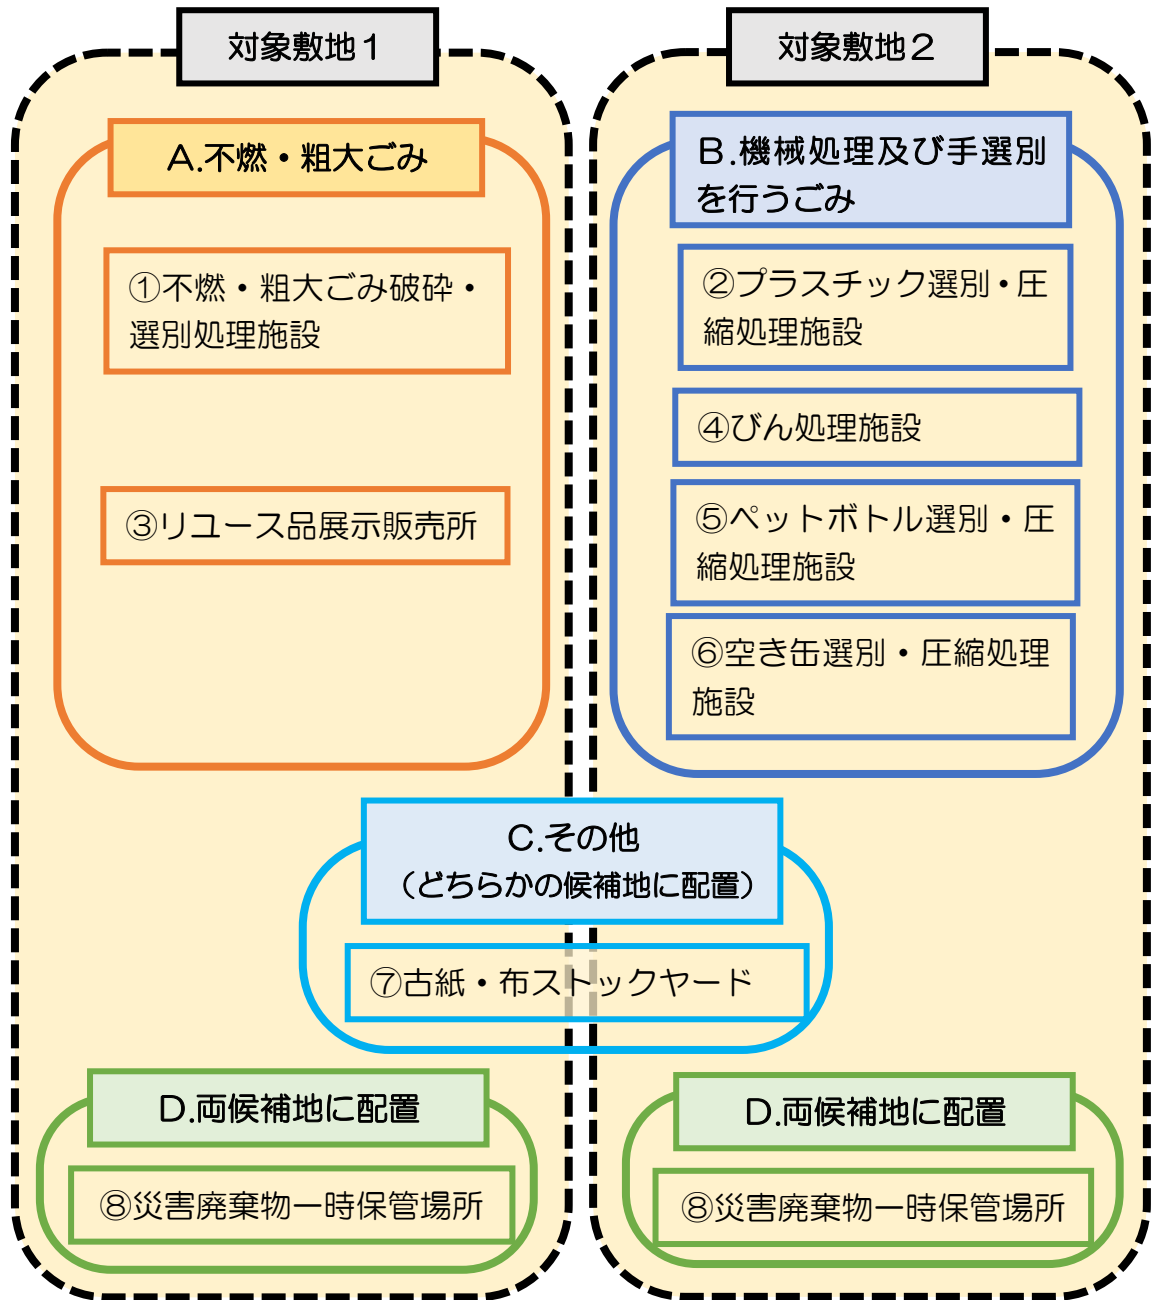 対象敷地１
A.不燃・粗大ごみ
①不燃・粗大ごみ破砕・
選別処理施設
③リユース品展示販売所
対象敷地２
B.機械処理及び手選別
を行うごみ
②プラスチック選別・圧
縮処理施設
④びん処理施設
⑤ペットボトル選別・圧
縮処理施設
⑥空き缶選別・圧縮処理
施設
C.その他
（どちらかの候補地に配置）
⑦古紙・布ストックヤード
D.両候補地に配置
⑧災害廃棄物一時保管場所
D.両候補地に配置
⑧災害廃棄物一時保管場所